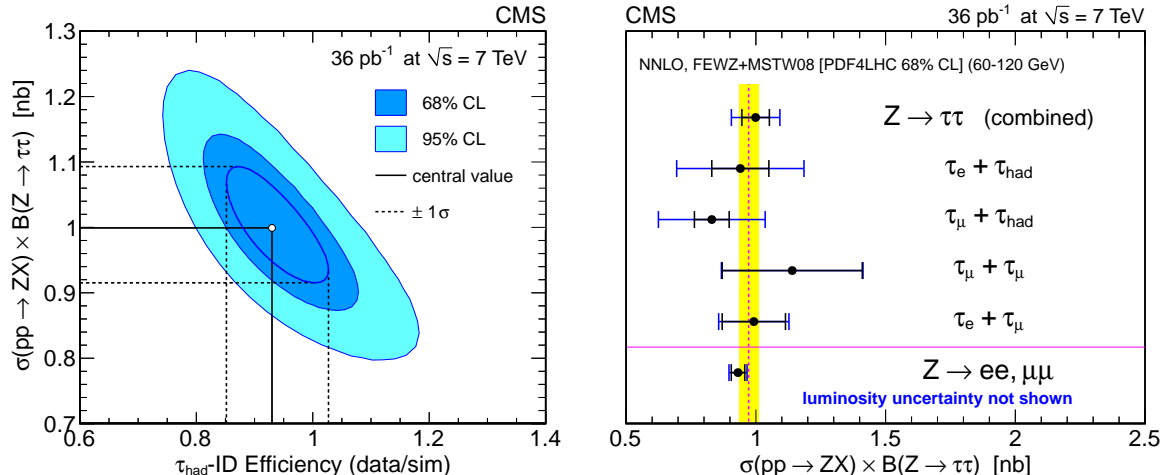 CMS
36 pb⁻¹ at √s = 7 TeV
68% CL
95% CL
central value
± 1σ
σ(pp → ZX) × B(Z → ττ) [nb]
1.3
1.2
1.1
1
0.9
0.8
0.7
0.6 0.8 1 1.2 1.4
τhad-ID Efficiency (data/sim)
CMS 36 pb⁻¹ at √s = 7 TeV
NNLO, FEWZ+MSTW08 [PDF4LHC 68% CL] (60-120 GeV)
Z → ττ (combined)
τe + τhad
τμ + τhad
τμ + τμ
τe + τμ
Z → ee, μμ
luminosity uncertainty not shown
0.5 1 1.5 2 2.5
σ(pp → ZX) × B(Z → ττ) [nb]